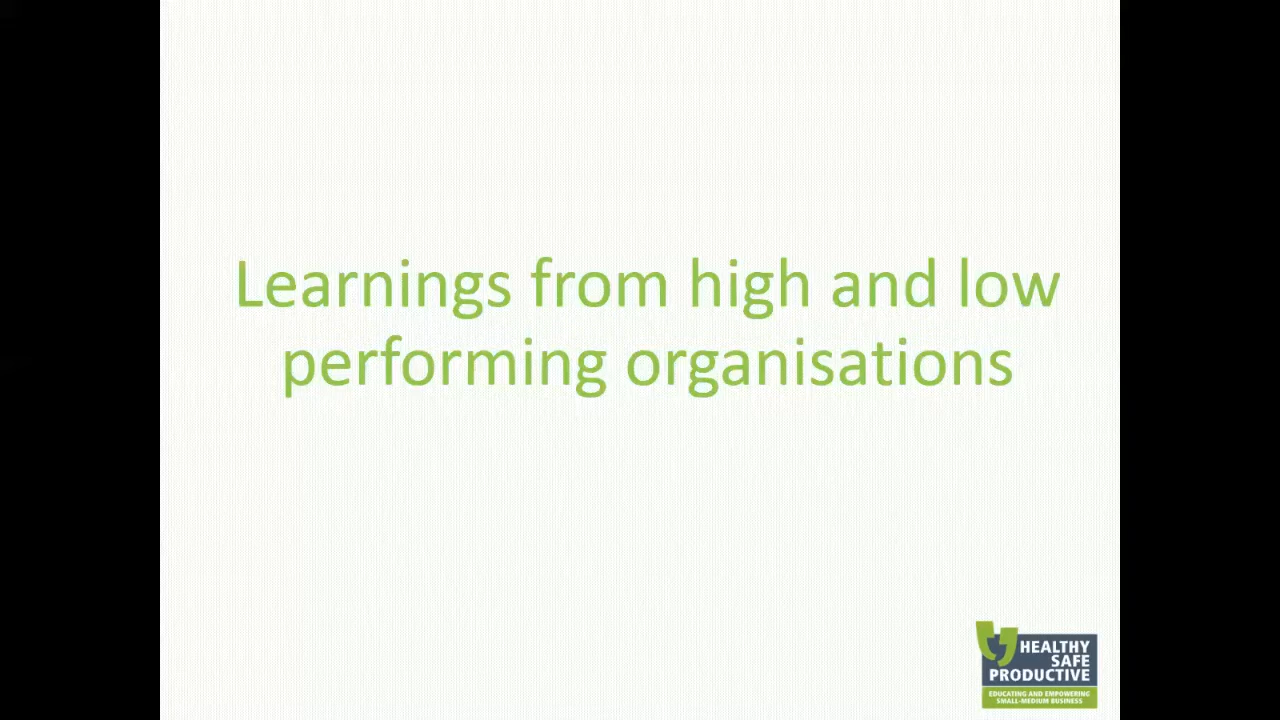 Learnings from high and low
performing organisations
HEALTHY
SAFE
PRODUCTIVE
EDUCATING AND EMPOWERING
SMALL-MEDIUM BUSINESS